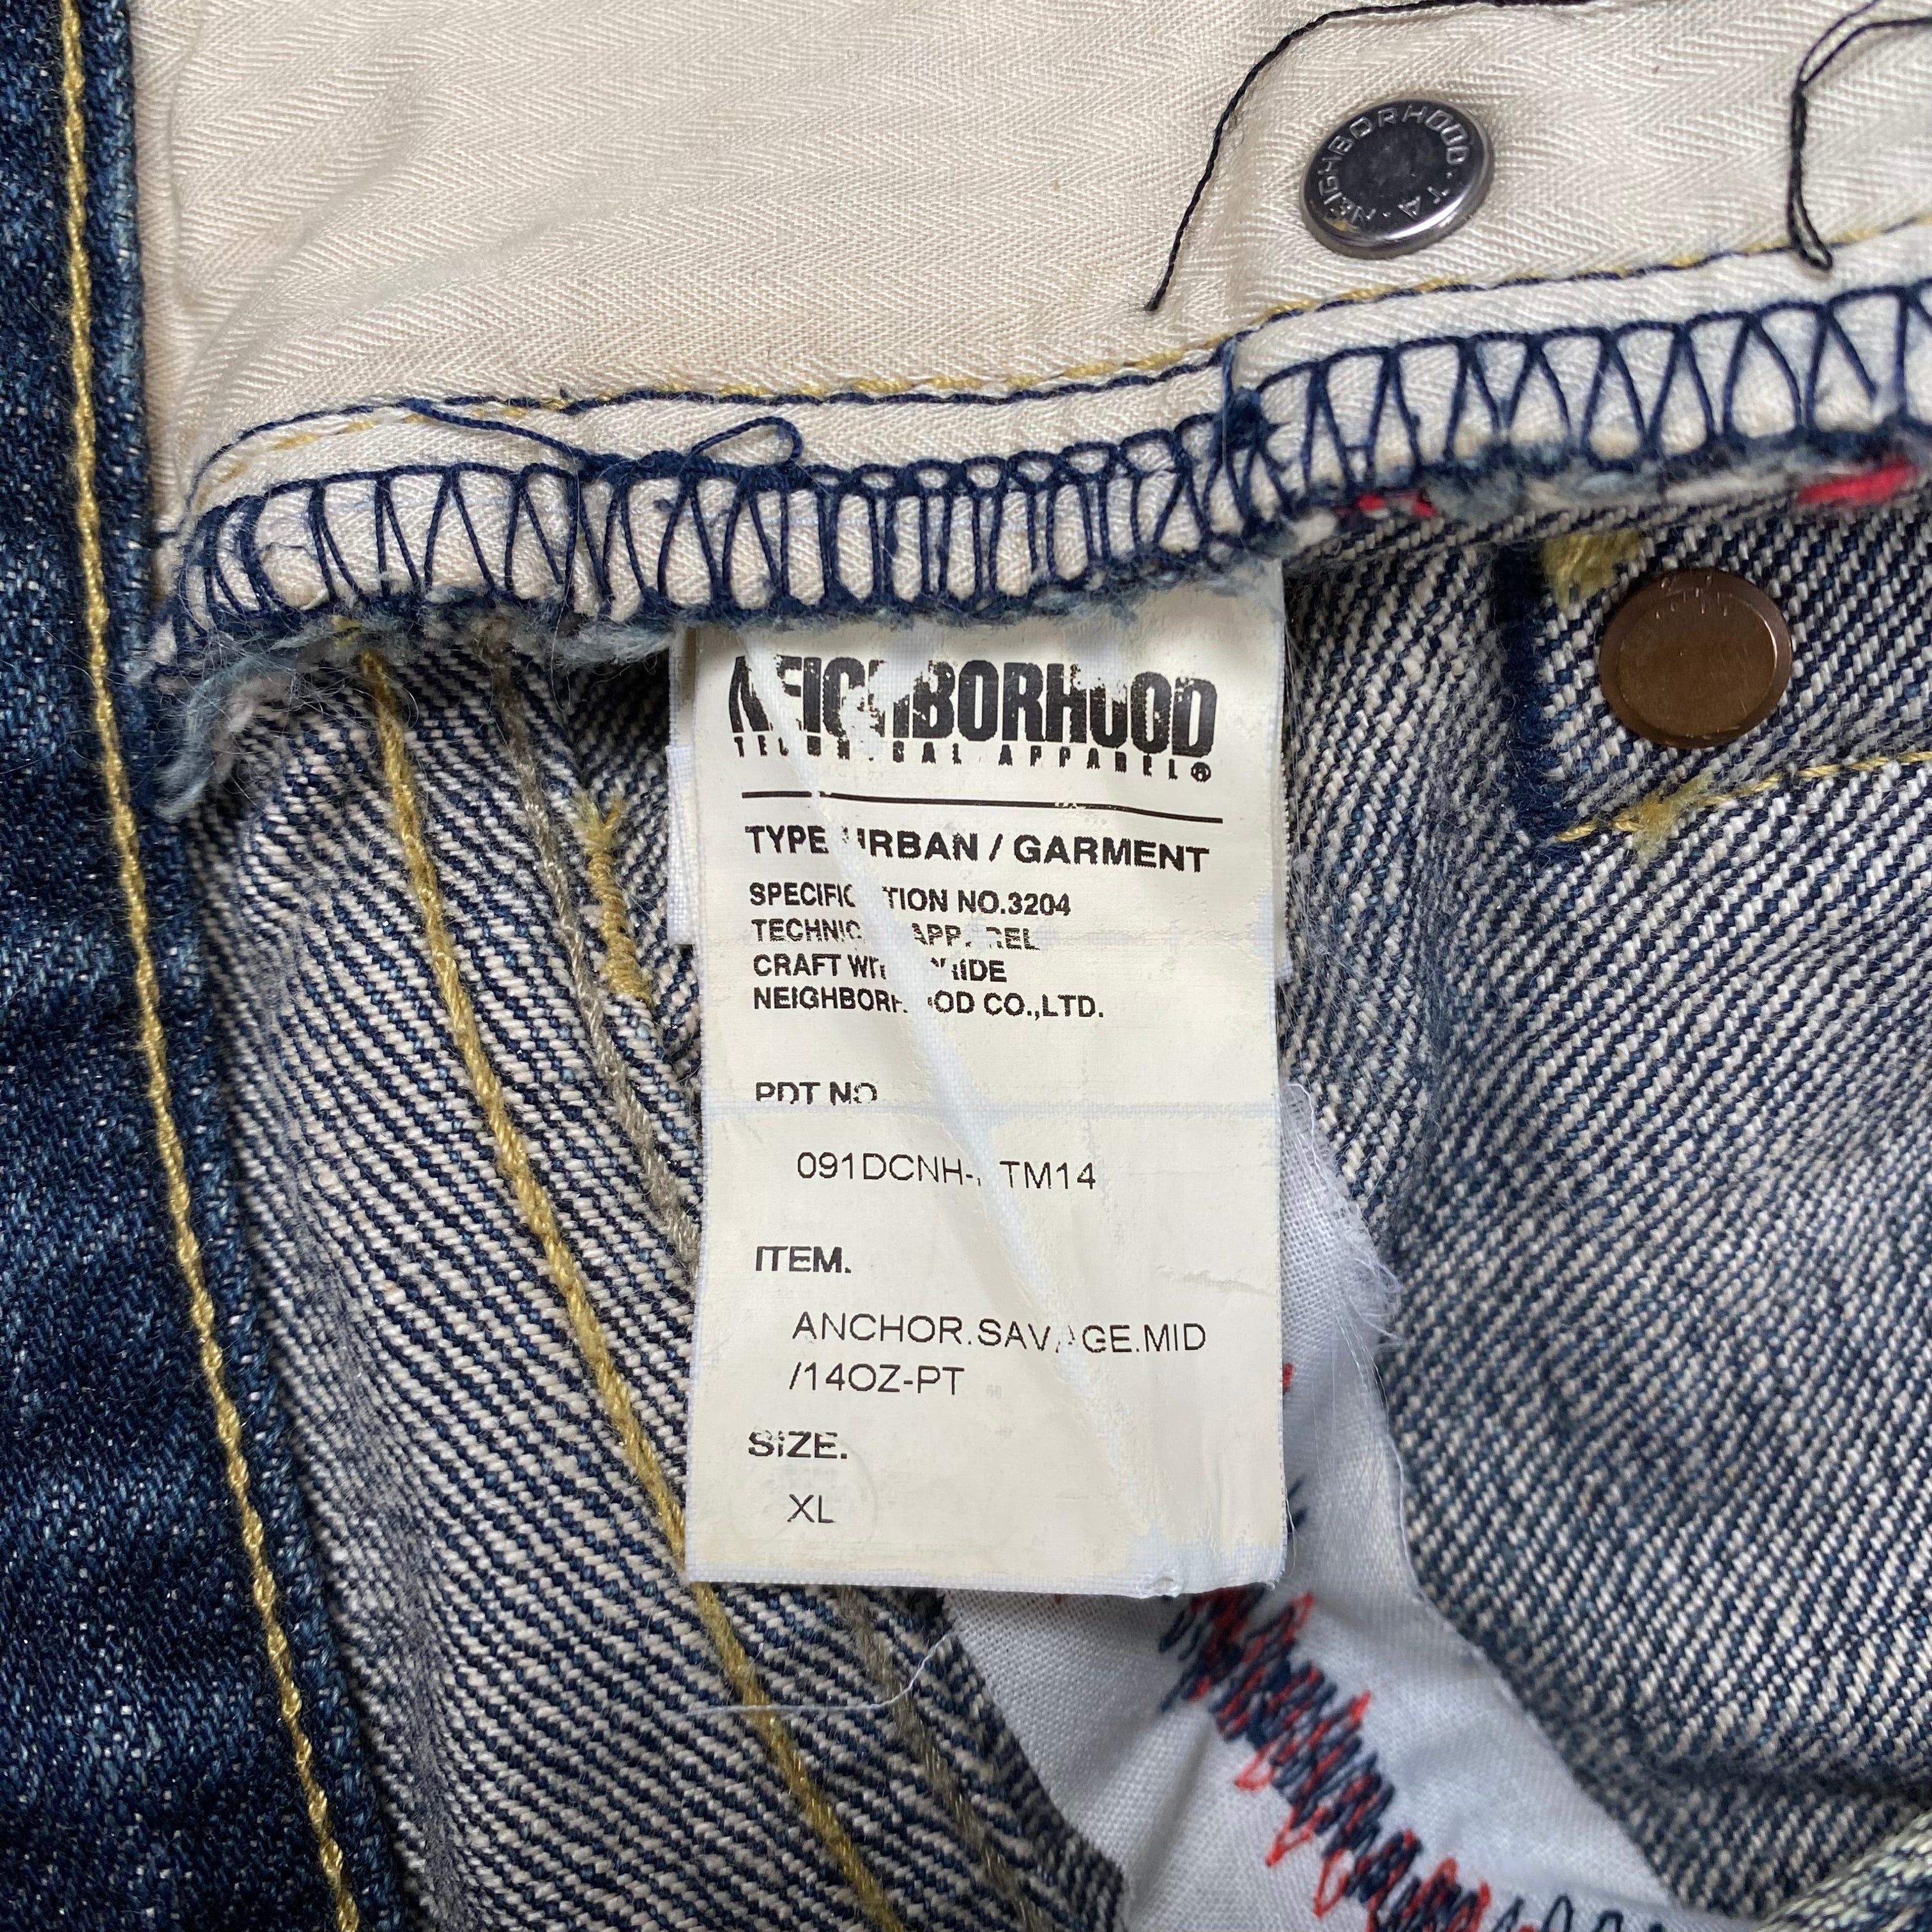 NEIGHBORHOOD · T A ·
NEIGHBORHOOD
TECHNICAL APPAREL®
TYPE URBAN / GARMENT
SPECIFICATION NO.3204
TECHNICAL APPAREL
CRAFT WITH PRIDE
NEIGHBORHOOD CO.,LTD.
PDT NO
TM14
ITEM.
ANCHOR.SAVAGE.MID
/14OZ-PT
SIZE.
XL